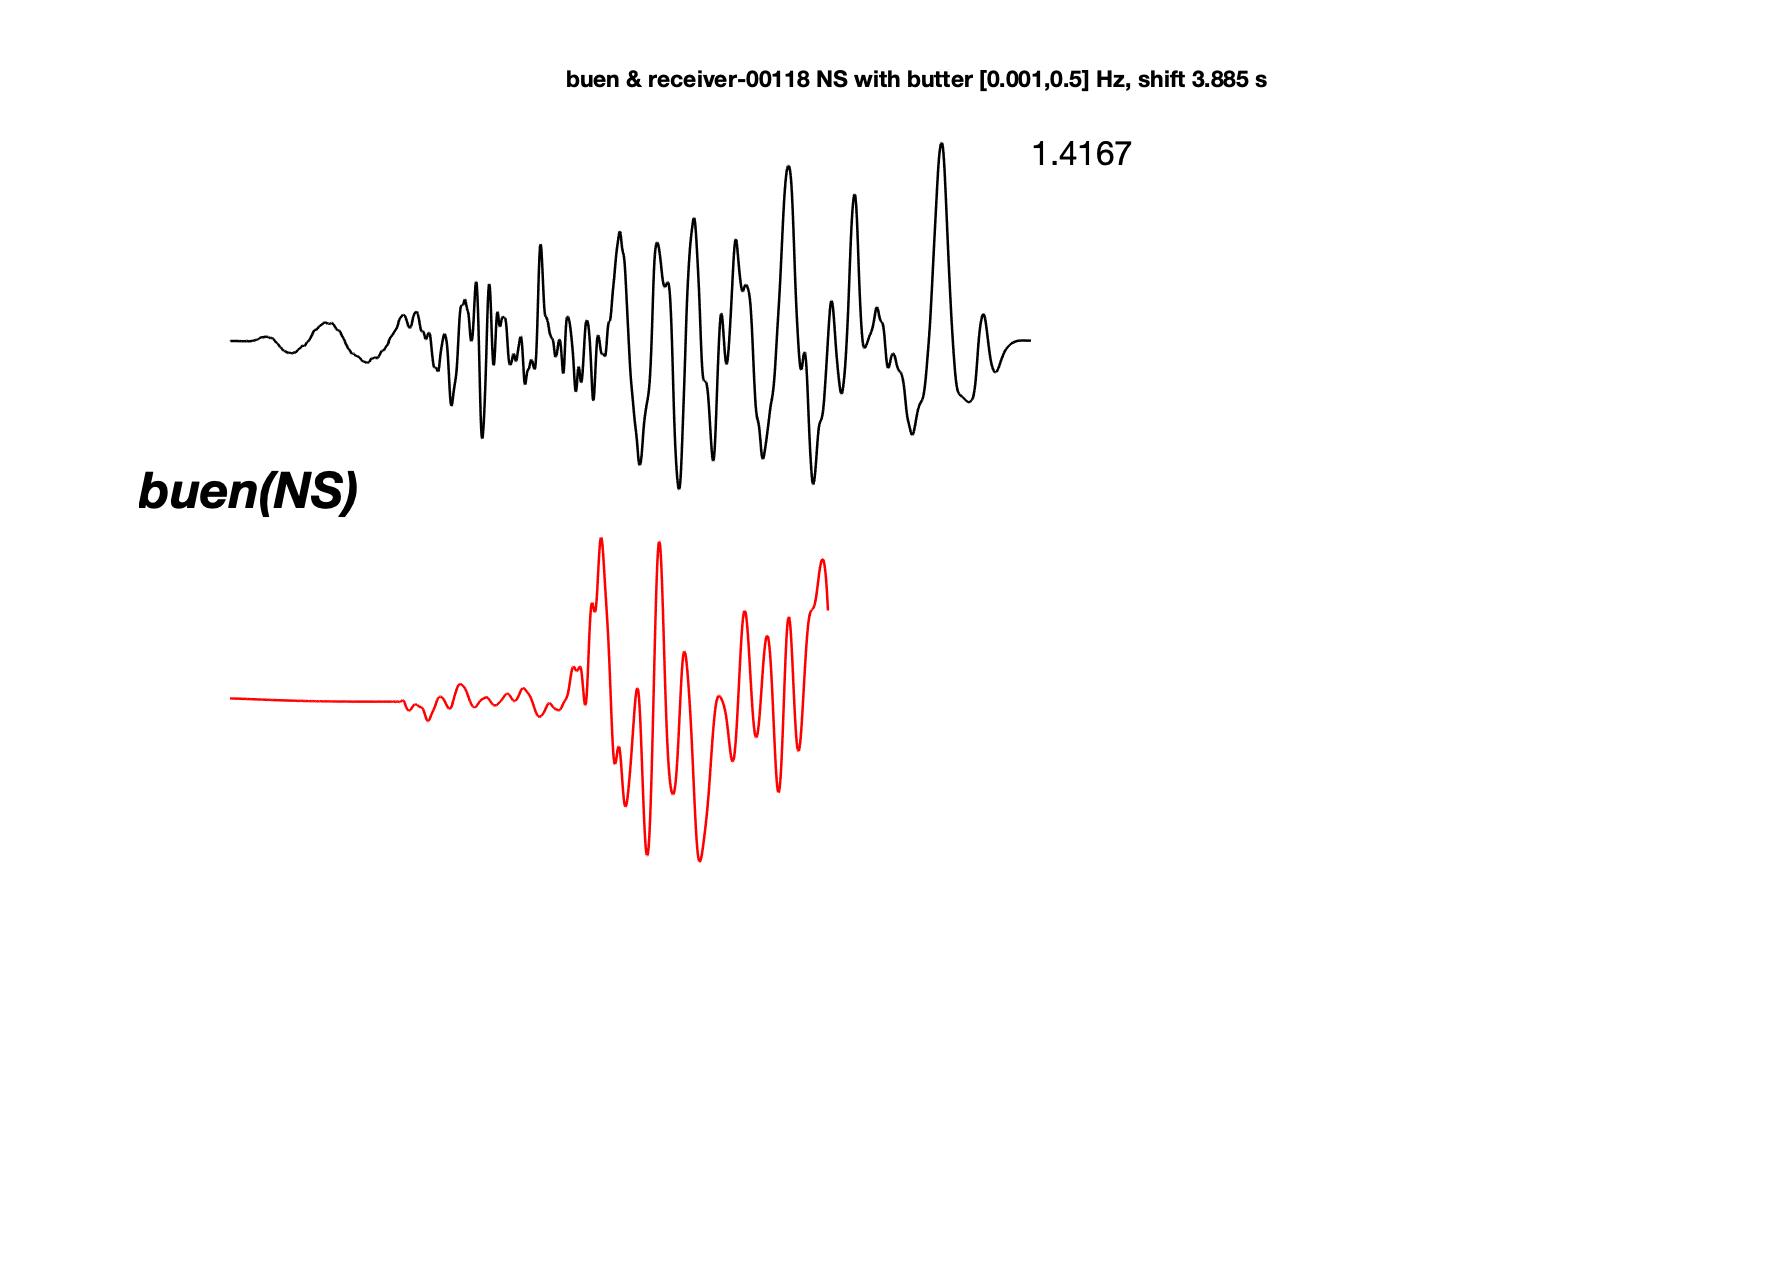 buen & receiver-00118 NS with butter [0.001,0.5] Hz, shift 3.885 s
1.4167
buen(NS)